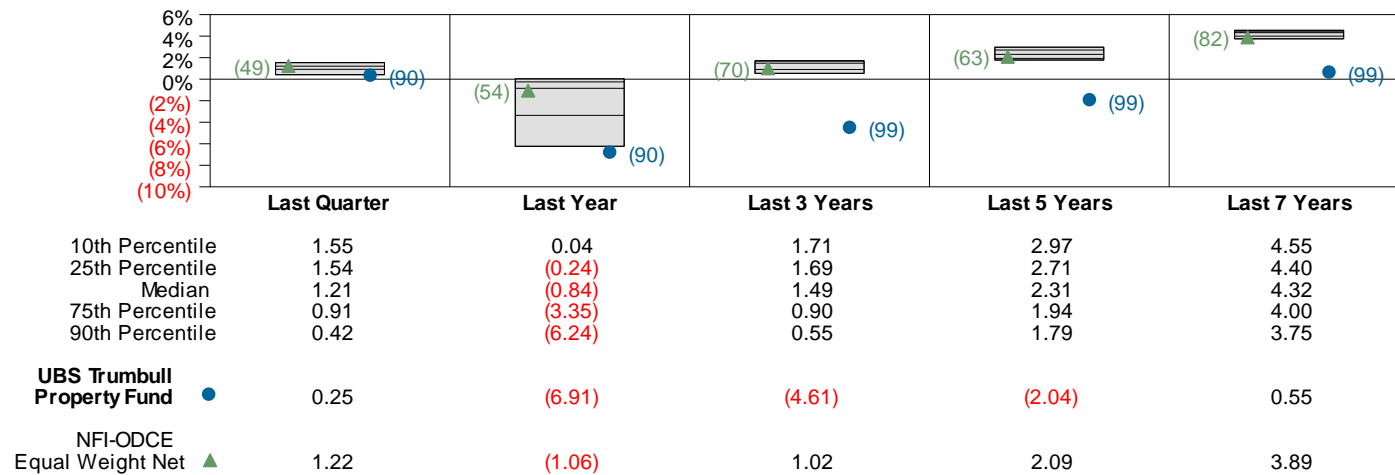 6%
4%
2%
0%
(2%)
(4%)
(6%)
(8%)
(10%)
(49) (90)
(54) (90)
(70) (99)
(63) (99)
(82) (99)
Last Quarter Last Year Last 3 Years Last 5 Years Last 7 Years
10th Percentile 1.55 0.04 1.71 2.97 4.55
25th Percentile 1.54 (0.24) 1.69 2.71 4.40
Median 1.21 (0.84) 1.49 2.31 4.32
75th Percentile 0.91 (3.35) 0.90 1.94 4.00
90th Percentile 0.42 (6.24) 0.55 1.79 3.75
UBS Trumbull
Property Fund 0.25 (6.91) (4.61) (2.04) 0.55
NFI-ODCE
Equal Weight Net 1.22 (1.06) 1.02 2.09 3.89